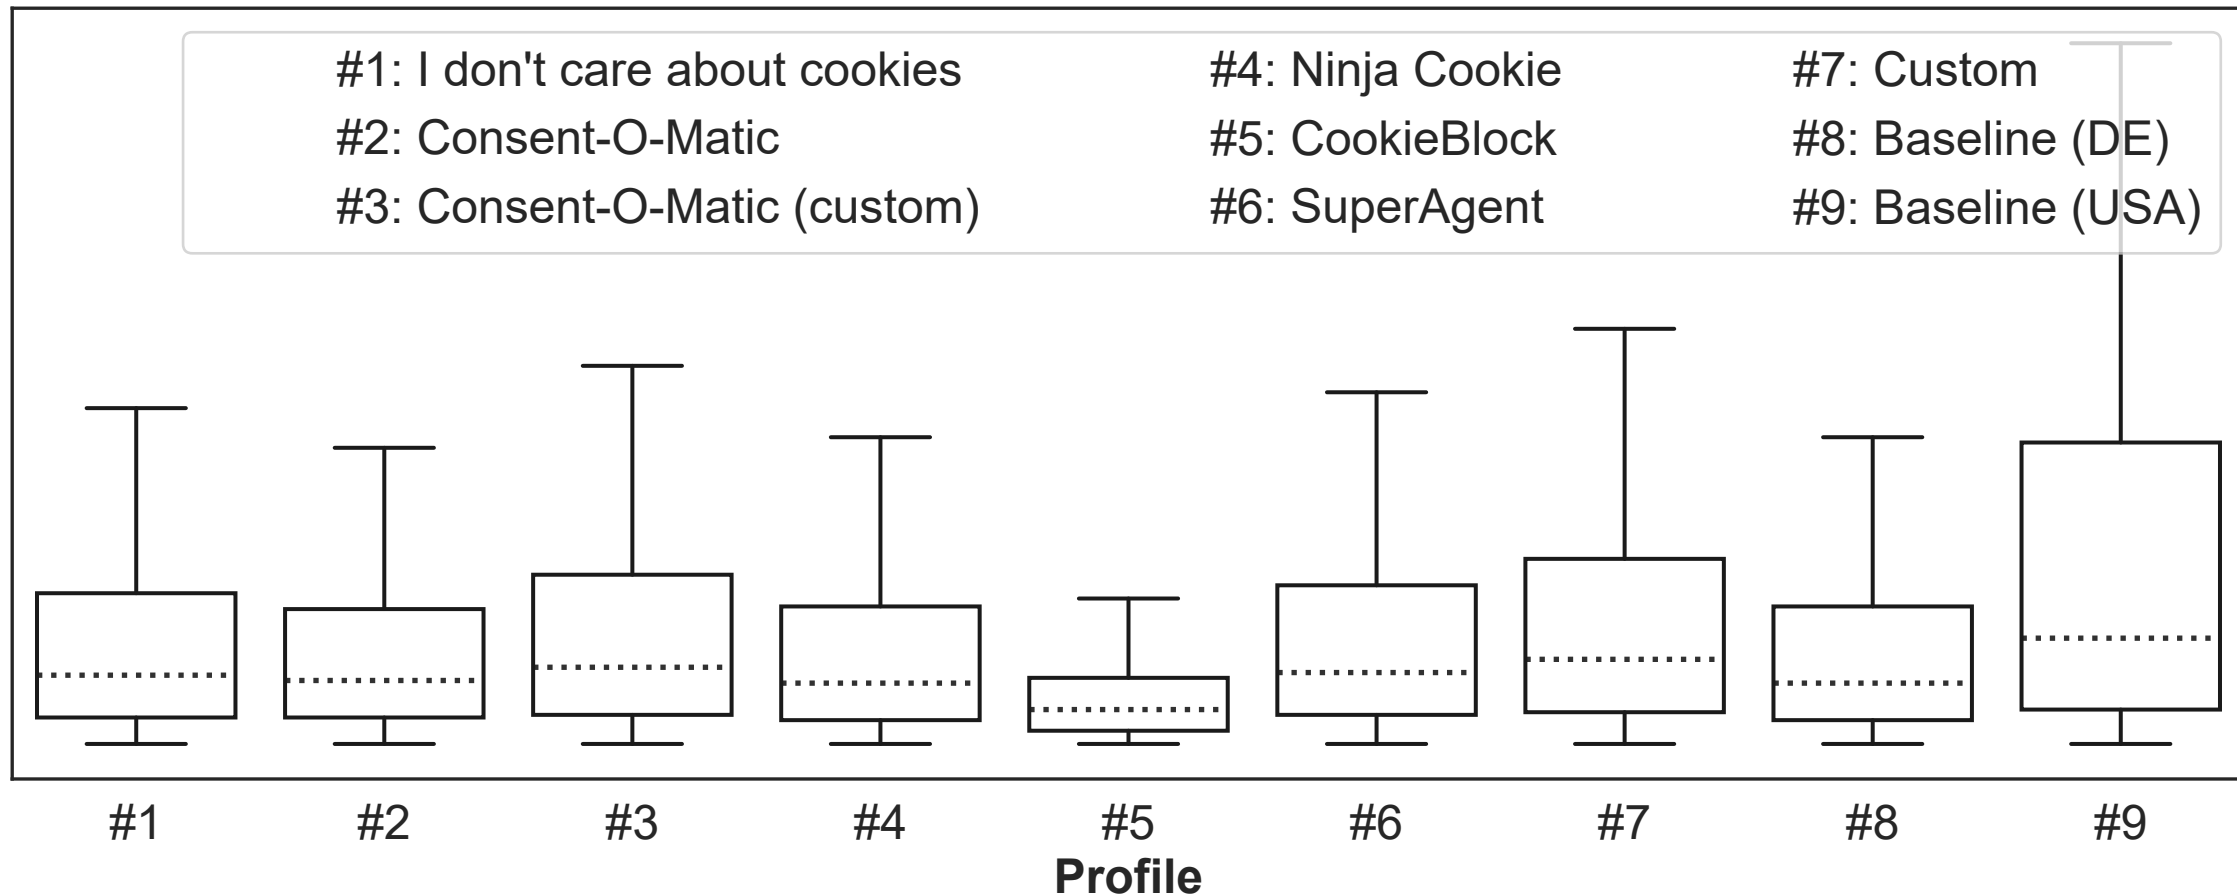 #1: I don't care about cookies
#2: Consent-O-Matic
#3: Consent-O-Matic (custom)
#4: Ninja Cookie
#5: CookieBlock
#6: SuperAgent
#7: Custom
#8: Baseline (DE)
#9: Baseline (USA)
#1 #2 #3 #4 #5 #6 #7 #8 #9
Profile